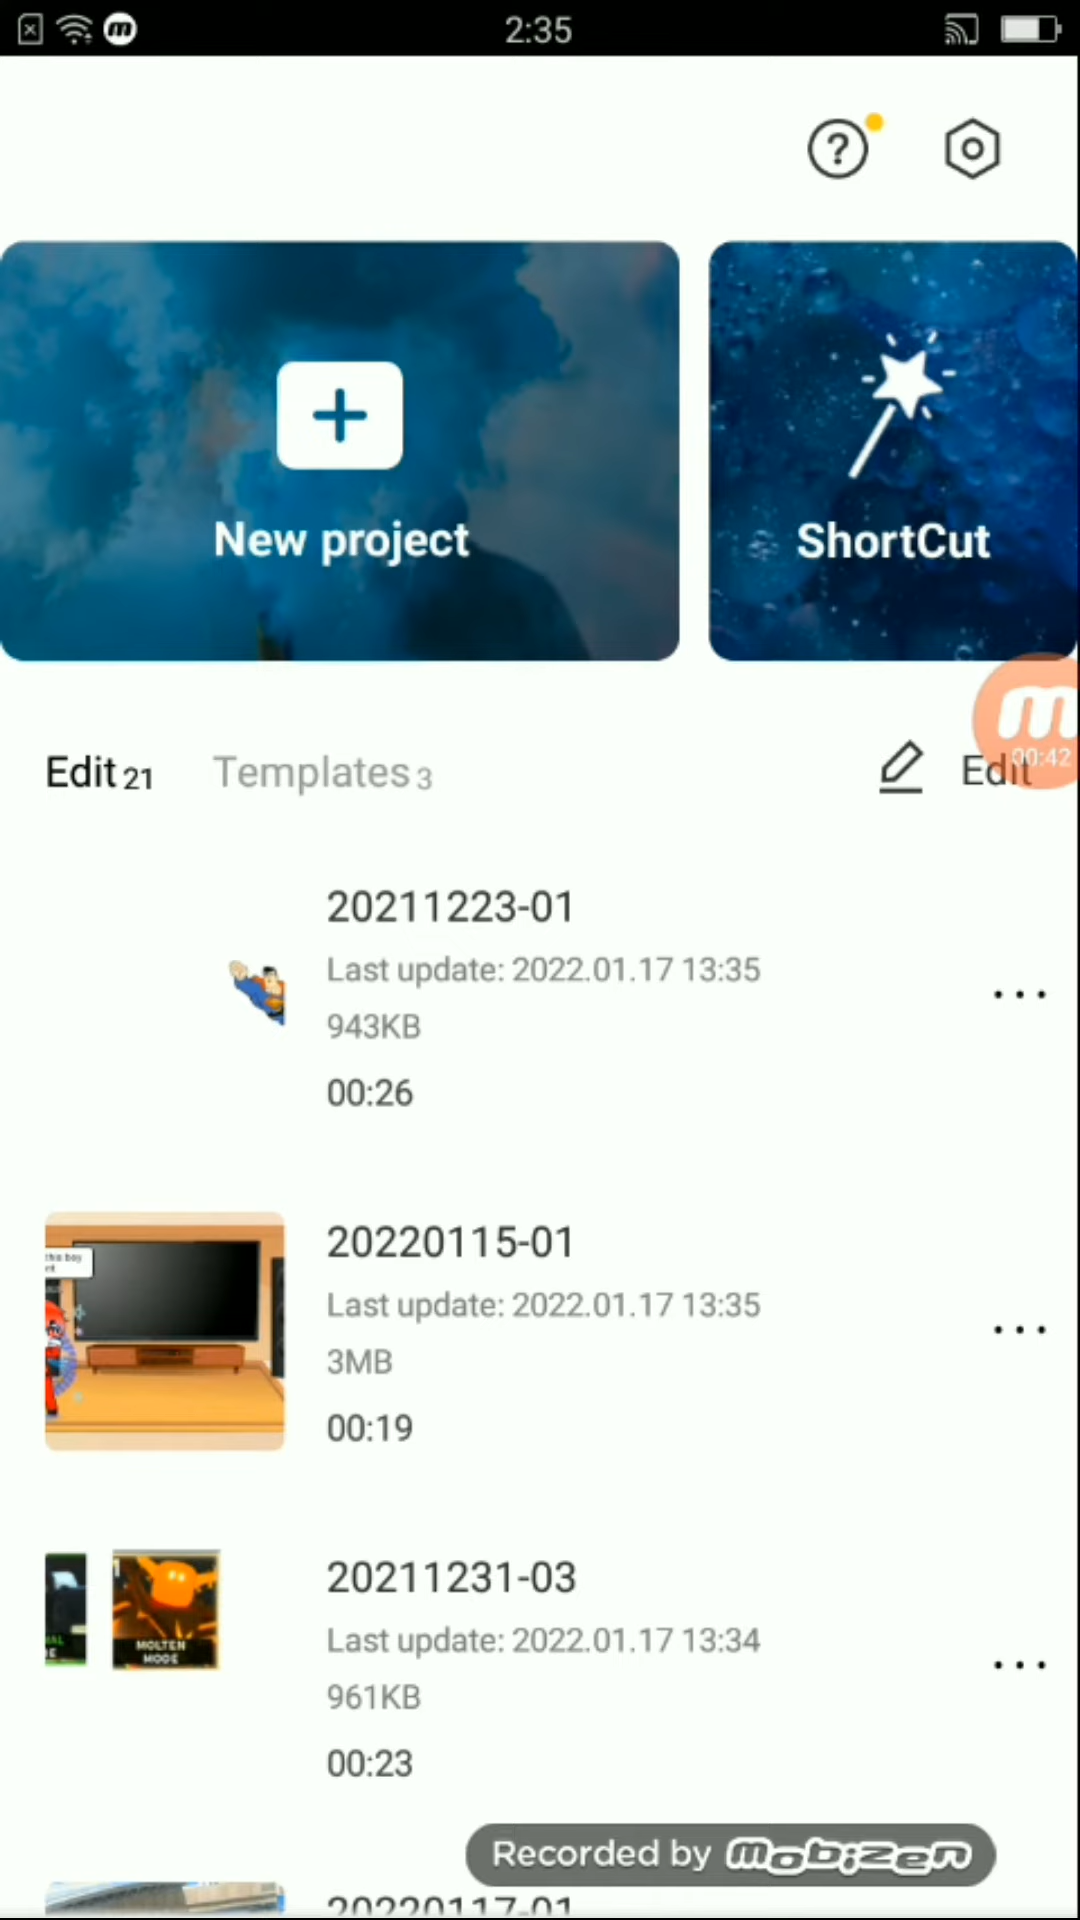 2:35
New project
ShortCut
Edit 21 Templates 3 Edit
00:42
20211223-01
Last update: 2022.01.17 13:35
943KB
00:26
this boy
20220115-01
Last update: 2022.01.17 13:35
3MB
00:19
MOLTEN
MODE
20211231-03
Last update: 2022.01.17 13:34
961KB
00:23
Recorded by mobizen
20220117-01